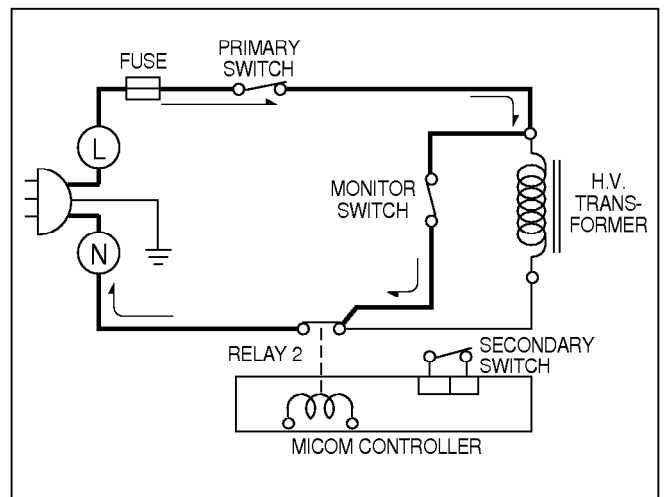 FUSE
PRIMARY
SWITCH
L
MONITOR
SWITCH
H.V.
TRANS-
FORMER
N
RELAY 2
SECONDARY
SWITCH
MICOM CONTROLLER